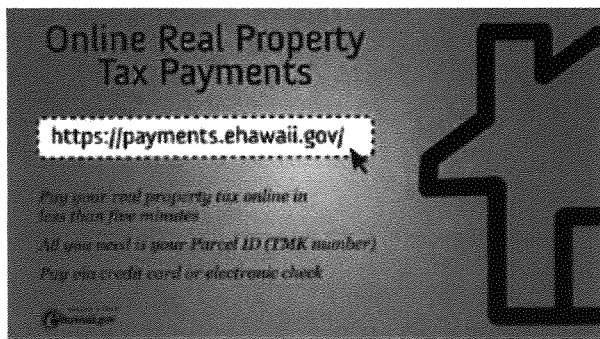 Online Real Property
Tax Payments
https://payments.ehawaii.gov/
Pay your real property tax online in
less than five minutes
All you need is your Parcel ID (TMK number)
Pay via credit card or electronic check